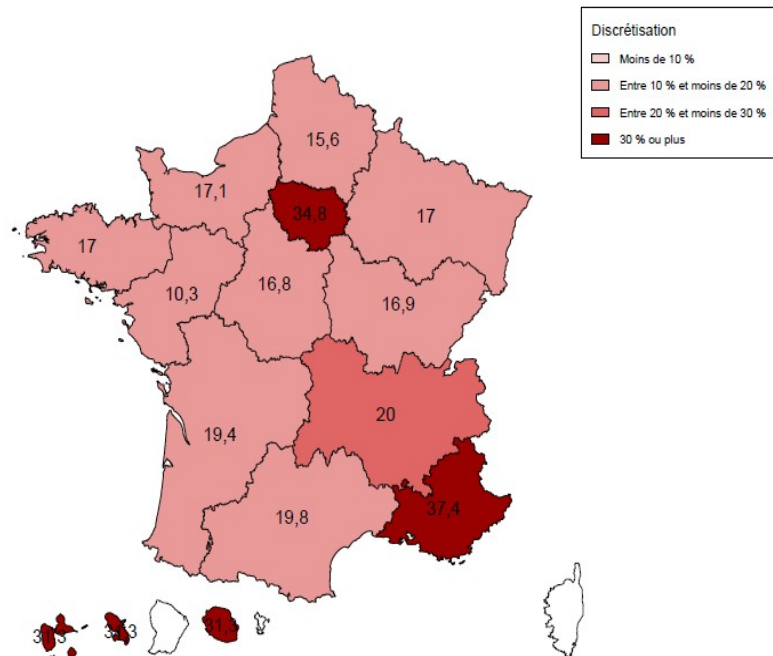 Discrétisation
Moins de 10 %
Entre 10 % et moins de 20 %
Entre 20 % et moins de 30 %
30 % ou plus
15,6
17,1
34,8
17
17
10,3
16,8
16,9
20
19,4
19,8
37,4
31,3